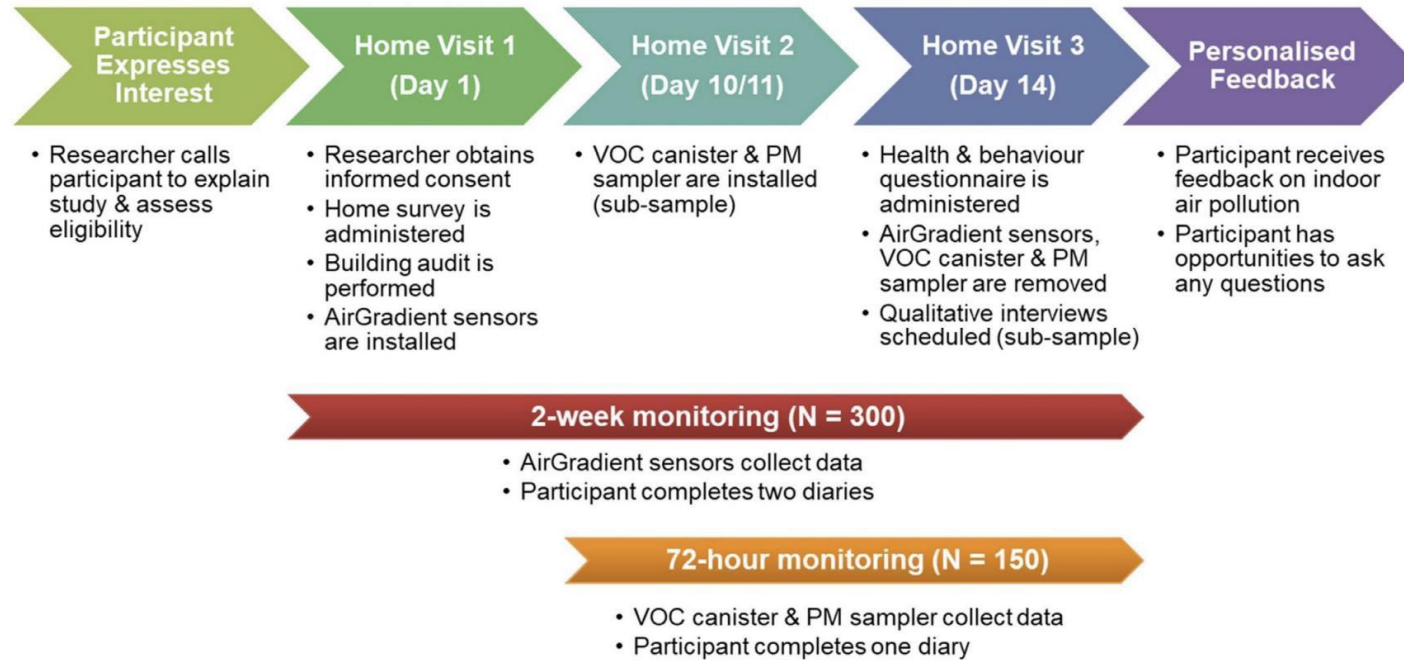 Participant
Expresses
Interest
• Researcher calls
participant to explain
study & assess
eligibility
Home Visit 1
(Day 1)
• Researcher obtains
informed consent
• Home survey is
administered
• Building audit is
performed
• AirGradient sensors
are installed
Home Visit 2
(Day 10/11)
• VOC canister & PM
sampler are installed
(sub-sample)
Home Visit 3
(Day 14)
• Health & behaviour
questionnaire is
administered
• AirGradient sensors,
VOC canister & PM
sampler are removed
• Qualitative interviews
scheduled (sub-sample)
Personalised
Feedback
• Participant receives
feedback on indoor
air pollution
• Participant has
opportunities to ask
any questions
2-week monitoring (N = 300)
• AirGradient sensors collect data
• Participant completes two diaries
72-hour monitoring (N = 150)
• VOC canister & PM sampler collect data
• Participant completes one diary